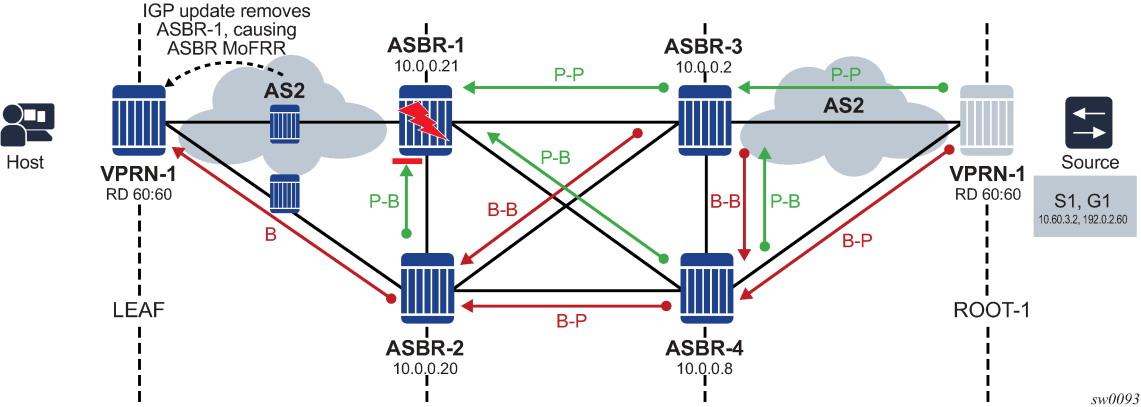 IGP update removes
ASBR-1, causing
ASBR MoFRR
ASBR-1
10.0.0.21
ASBR-3
10.0.0.2
P-P
P-P
AS2
AS2
Host
VPRN-1
RD 60:60
P-B
P-B
B-B
B-B
P-B
VPRN-1
RD 60:60
Source
S1, G1
10.60.3.2, 192.0.2.60
B
B-P
B-P
LEAF
ROOT-1
ASBR-2
10.0.0.20
ASBR-4
10.0.0.8
sw0093